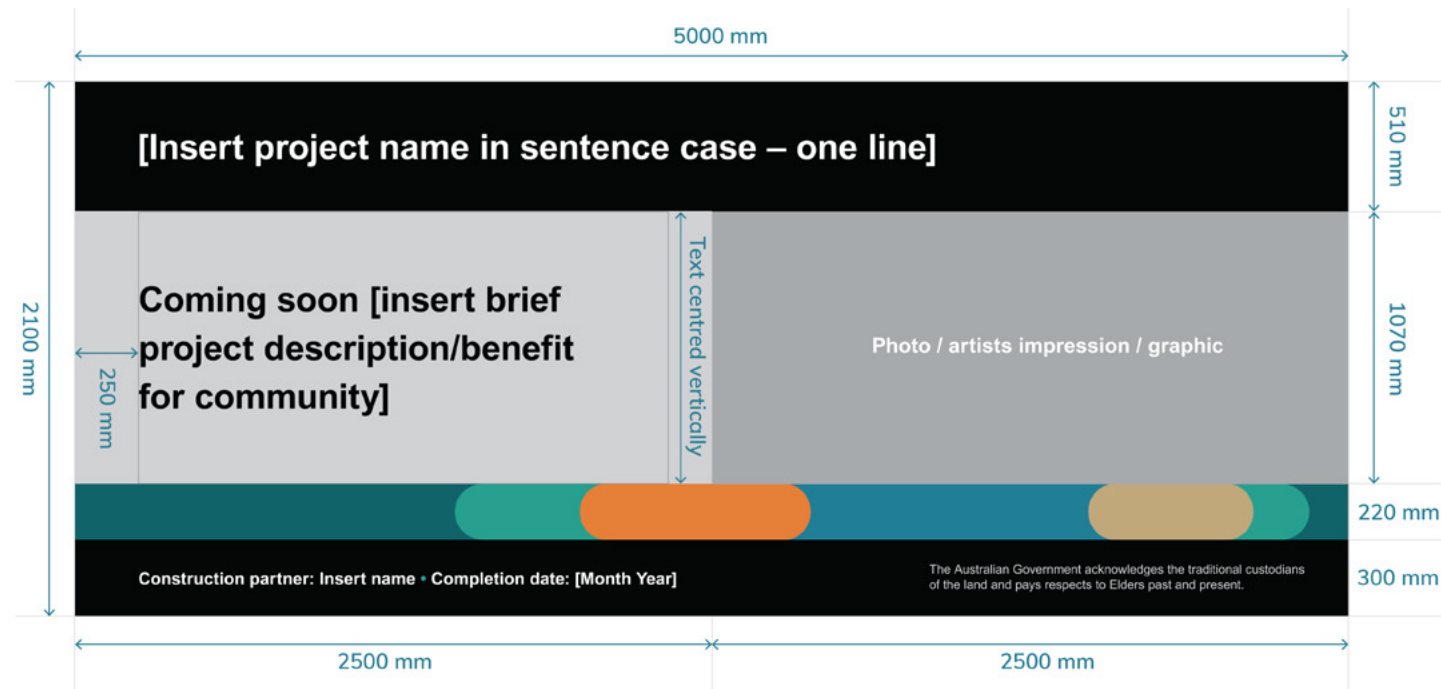 5000 mm
[Insert project name in sentence case – one line]
510 mm
2100 mm
250 mm
Coming soon [insert brief
project description/benefit
for community]
Text centred vertically
Photo / artists impression / graphic
1070 mm
220 mm
Construction partner: Insert name • Completion date: [Month Year]
The Australian Government acknowledges the traditional custodians
of the land and pays respects to Elders past and present.
300 mm
2500 mm
2500 mm